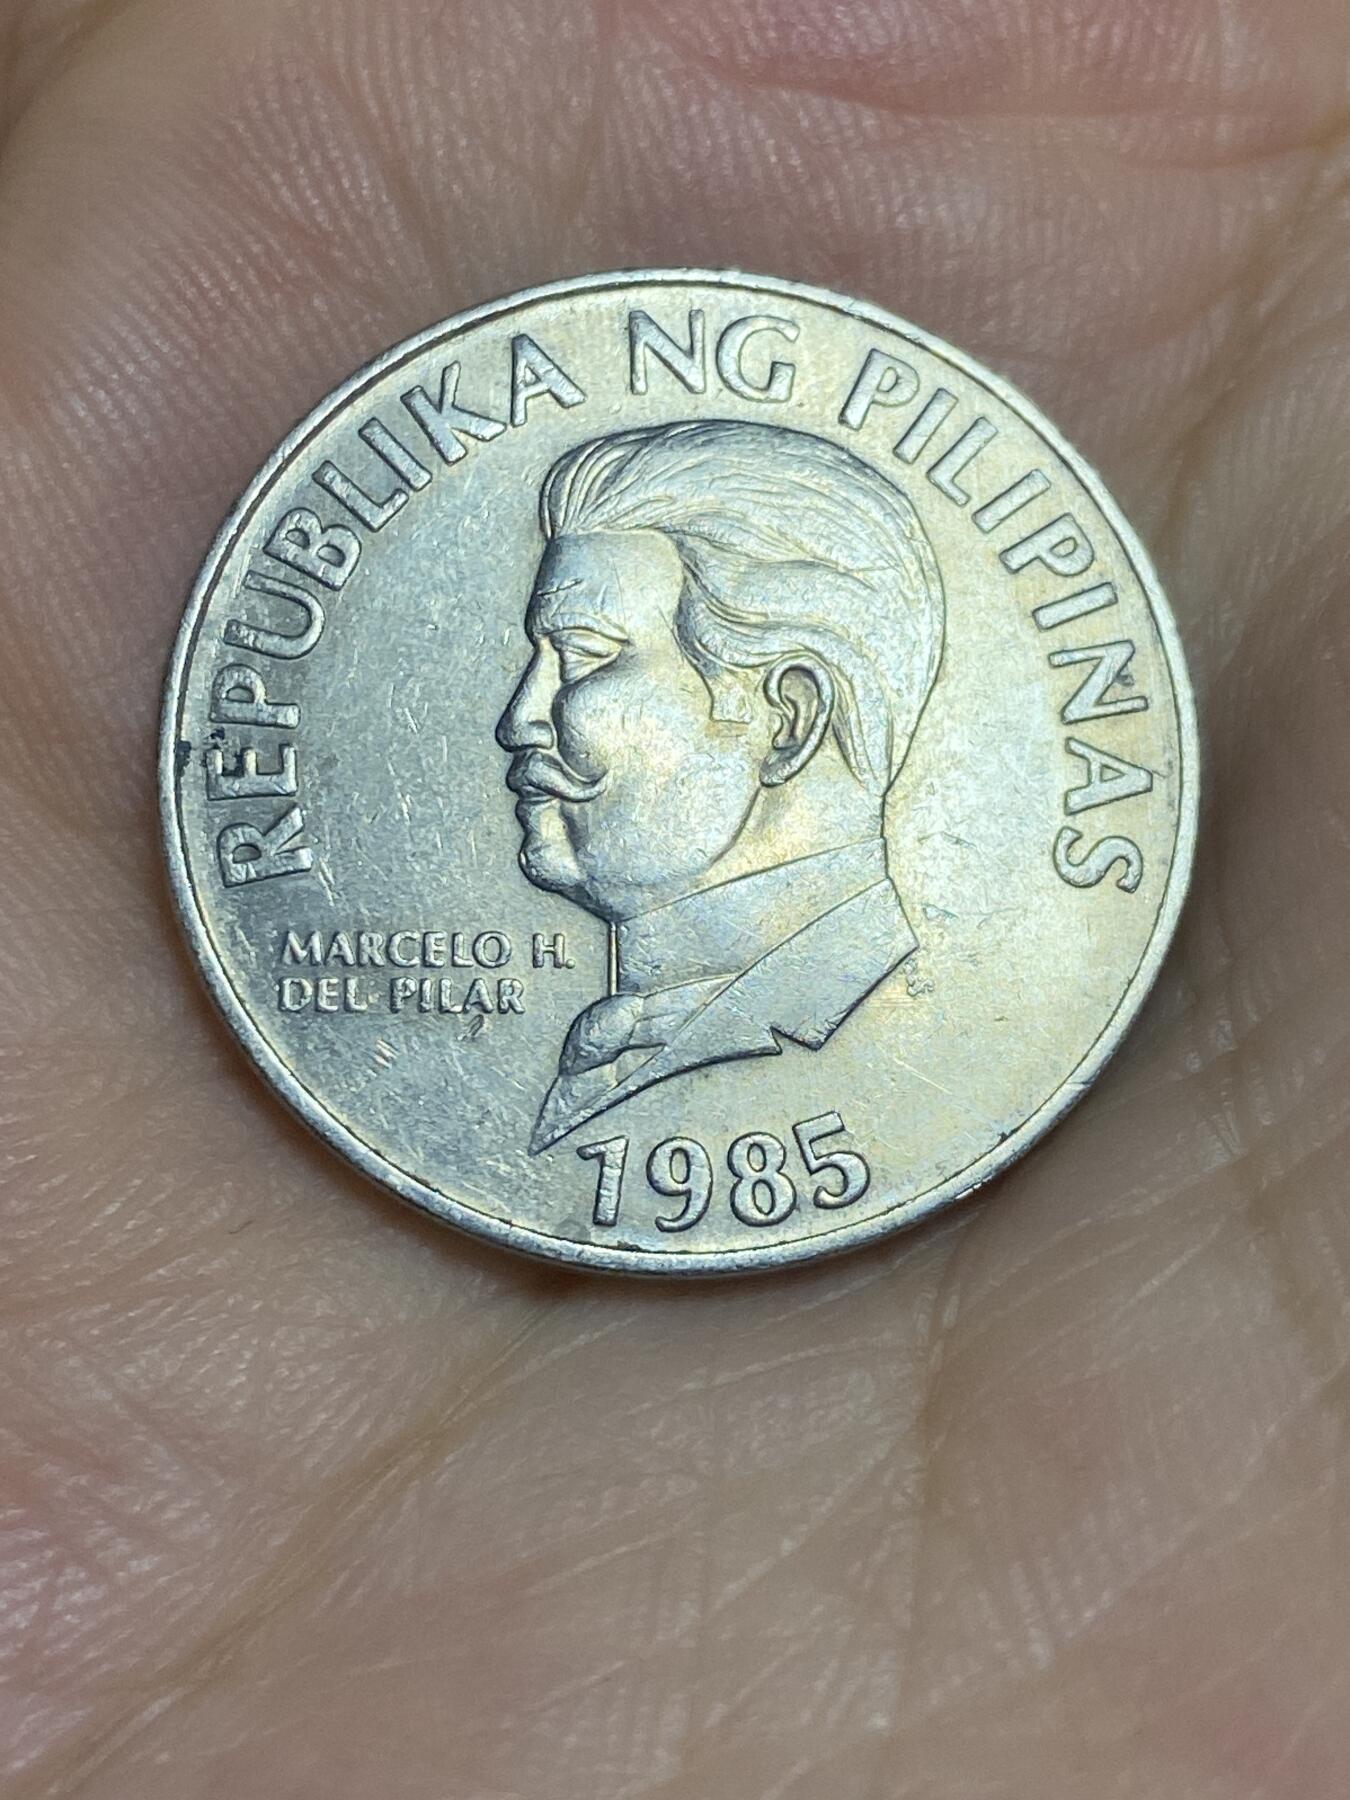 REPUBLIKA NG PILIPINAS
MARCELO H.
DEL PILAR
1985